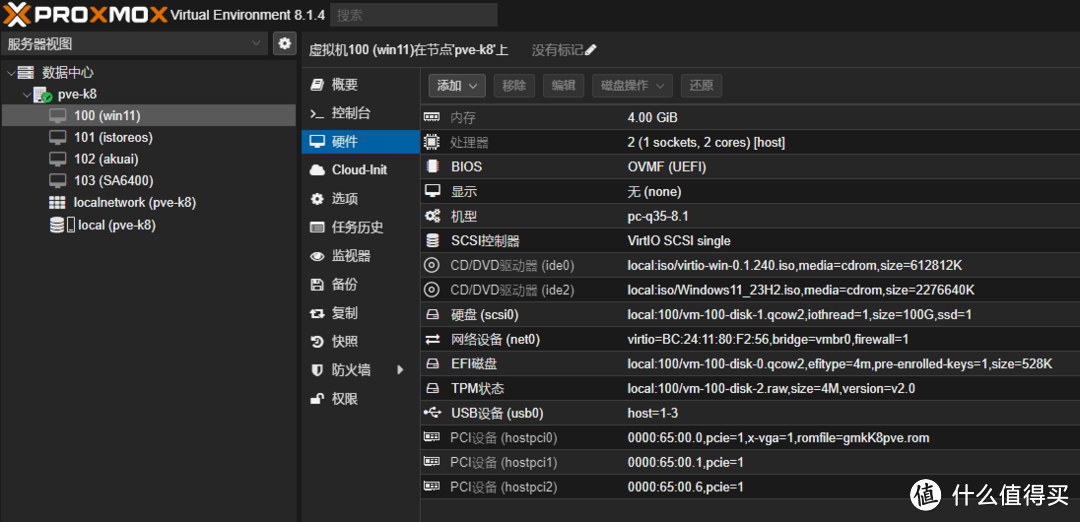 PROXMOX Virtual Environment 8.1.4 搜索
服务器视图
虚拟机100 (win11)在节点'pve-k8'上 没有标记
数据中心
pve-k8
100 (win11)
101 (istoreos)
102 (akuai)
103 (SA6400)
localnetwork (pve-k8)
local (pve-k8)
概要
控制台
硬件
Cloud-Init
选项
任务历史
监视器
备份
复制
快照
防火墙
权限
添加 移除 编辑 磁盘操作 还原
内存 4.00 GiB
处理器 2 (1 sockets, 2 cores) [host]
BIOS OVMF (UEFI)
显示 无 (none)
机型 pc-q35-8.1
SCSI控制器 VirtIO SCSI single
CD/DVD驱动器 (ide0) local:iso/virtio-win-0.1.240.iso,media=cdrom,size=612812K
CD/DVD驱动器 (ide2) local:iso/Windows11_23H2.iso,media=cdrom,size=2276640K
硬盘 (scsi0) local:100/vm-100-disk-1.qcow2,iothread=1,size=100G,ssd=1
网络设备 (net0) virtio=BC:24:11:80:F2:56,bridge=vmbr0,firewall=1
EFI磁盘 local:100/vm-100-disk-0.qcow2,efitype=4m,pre-enrolled-keys=1,size=528K
TPM状态 local:100/vm-100-disk-2.raw,size=4M,version=v2.0
USB设备 (usb0) host=1-3
PCI设备 (hostpci0) 0000:65:00.0,pcie=1,x-vga=1,romfile=gmkK8pve.rom
PCI设备 (hostpci1) 0000:65:00.1,pcie=1
PCI设备 (hostpci2) 0000:65:00.6,pcie=1
值 什么值得买